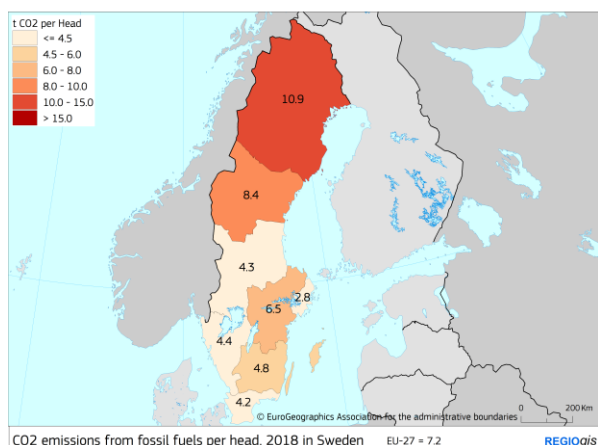 t CO2 per Head
<= 4.5
4.5 - 6.0
6.0 - 8.0
8.0 - 10.0
10.0 - 15.0
> 15.0
10.9
8.4
4.3
2.8
6.5
4.4
4.8
4.2
0 200 Km
© EuroGeographics Association for the administrative boundaries
CO2 emissions from fossil fuels per head, 2018 in Sweden EU-27 = 7.2 REGIOgis